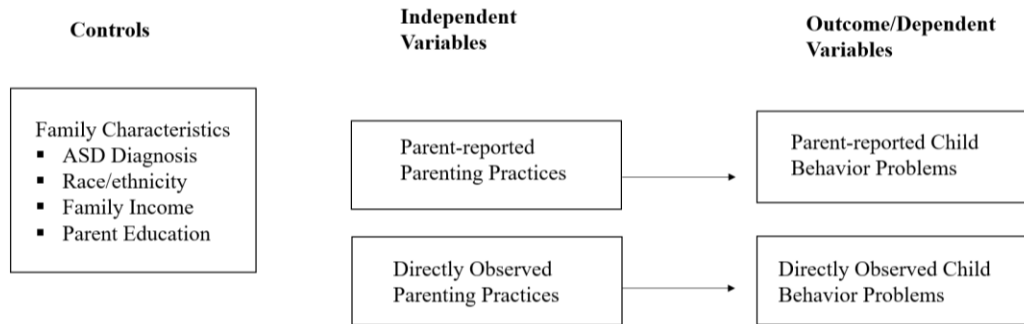 Controls
Independent
Variables
Outcome/Dependent
Variables
Family Characteristics
▪ ASD Diagnosis
▪ Race/ethnicity
▪ Family Income
▪ Parent Education
Parent-reported
Parenting Practices
Parent-reported Child
Behavior Problems
Directly Observed
Parenting Practices
Directly Observed Child
Behavior Problems